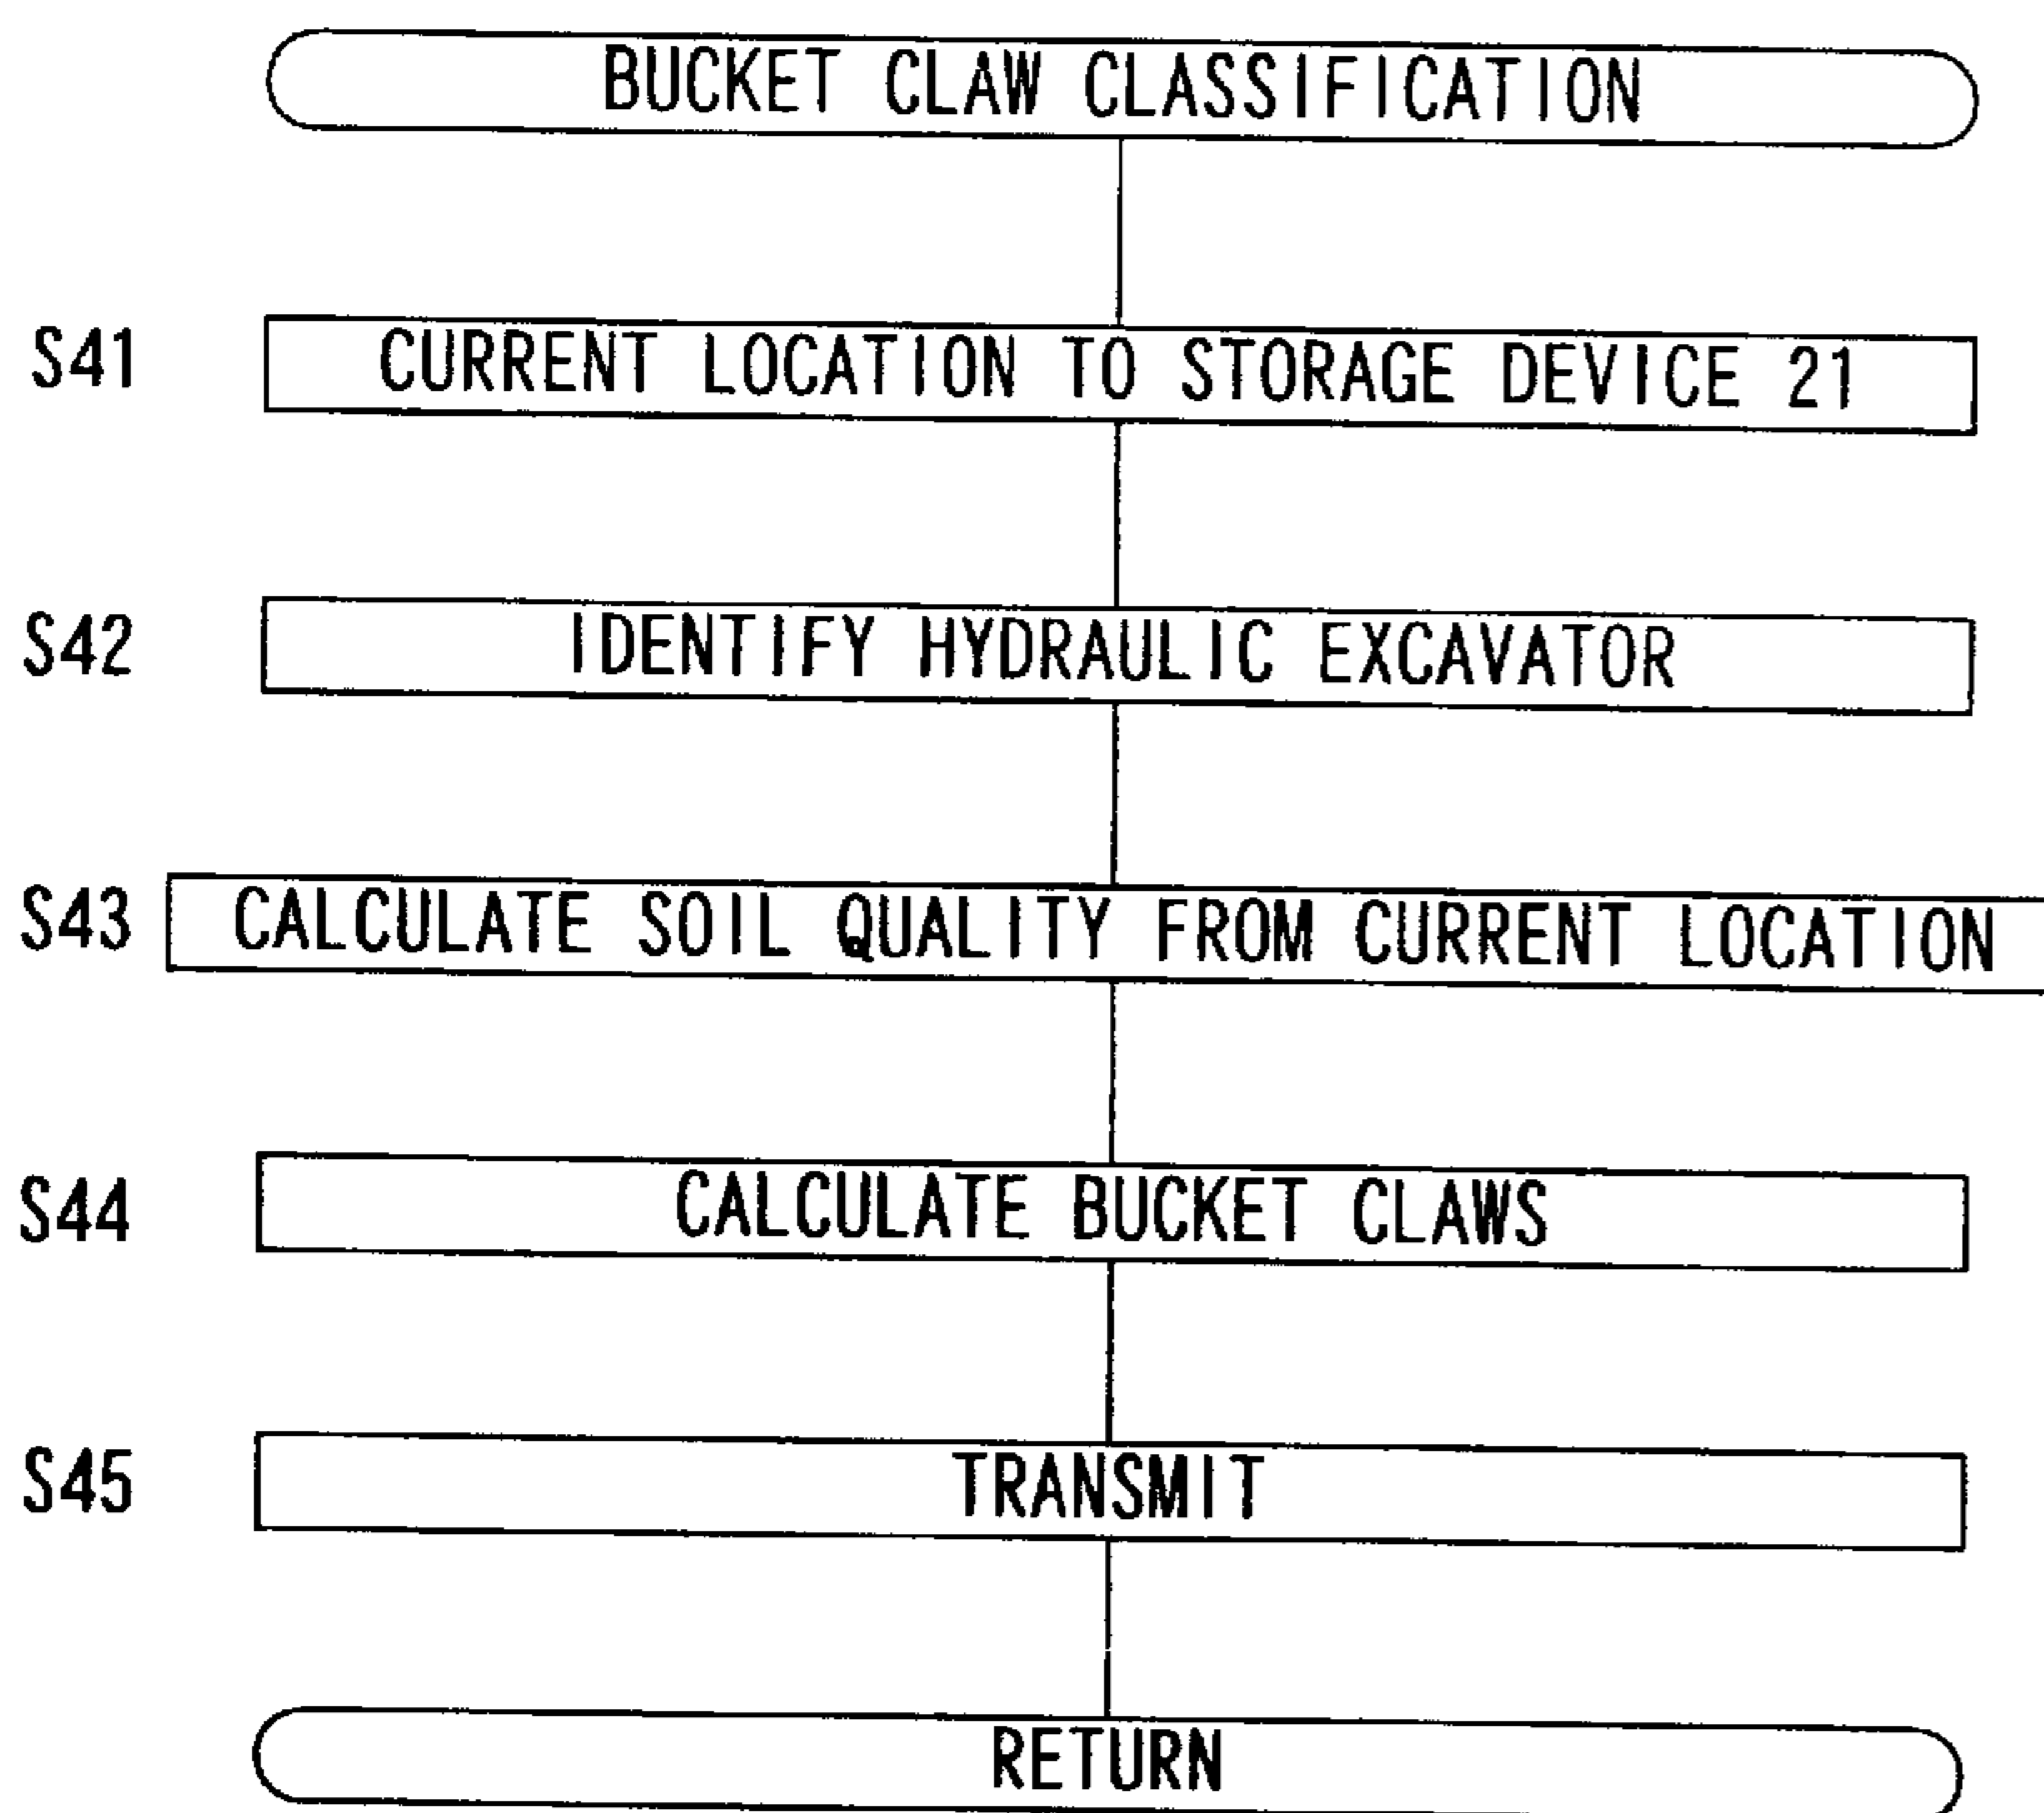 BUCKET CLAW CLASSIFICATION
S41 CURRENT LOCATION TO STORAGE DEVICE 21
S42 IDENTIFY HYDRAULIC EXCAVATOR
S43 CALCULATE SOIL QUALITY FROM CURRENT LOCATION
S44 CALCULATE BUCKET CLAWS
S45 TRANSMIT
RETURN